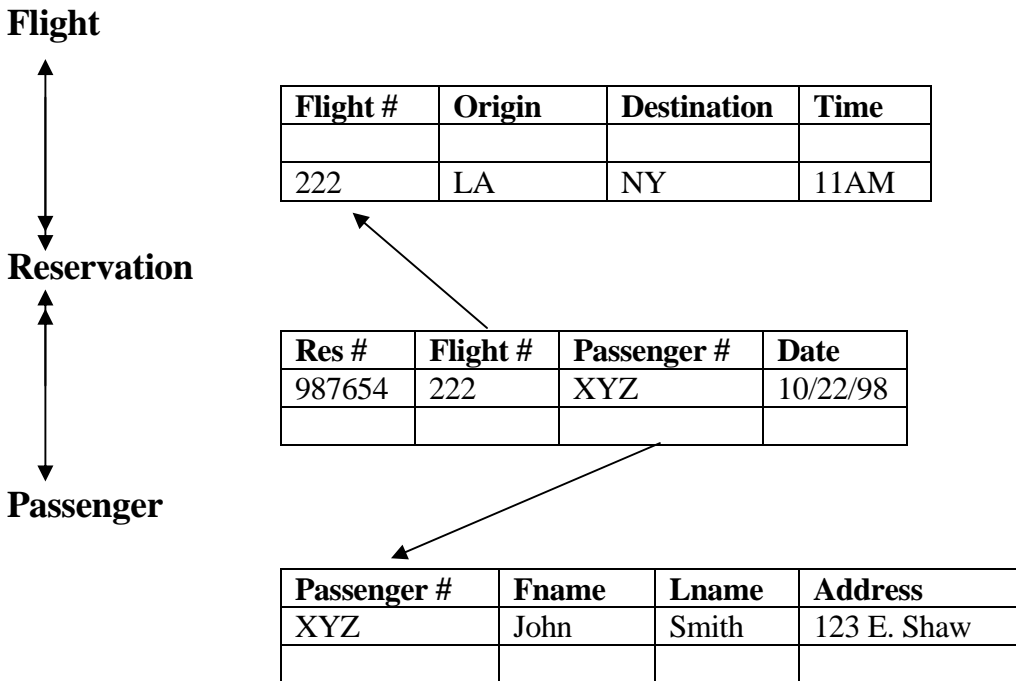 Flight
Flight # Origin Destination Time
222 LA NY 11AM
Reservation
Res # Flight # Passenger # Date
987654 222 XYZ 10/22/98
Passenger
Passenger # Fname Lname Address
XYZ John Smith 123 E. Shaw